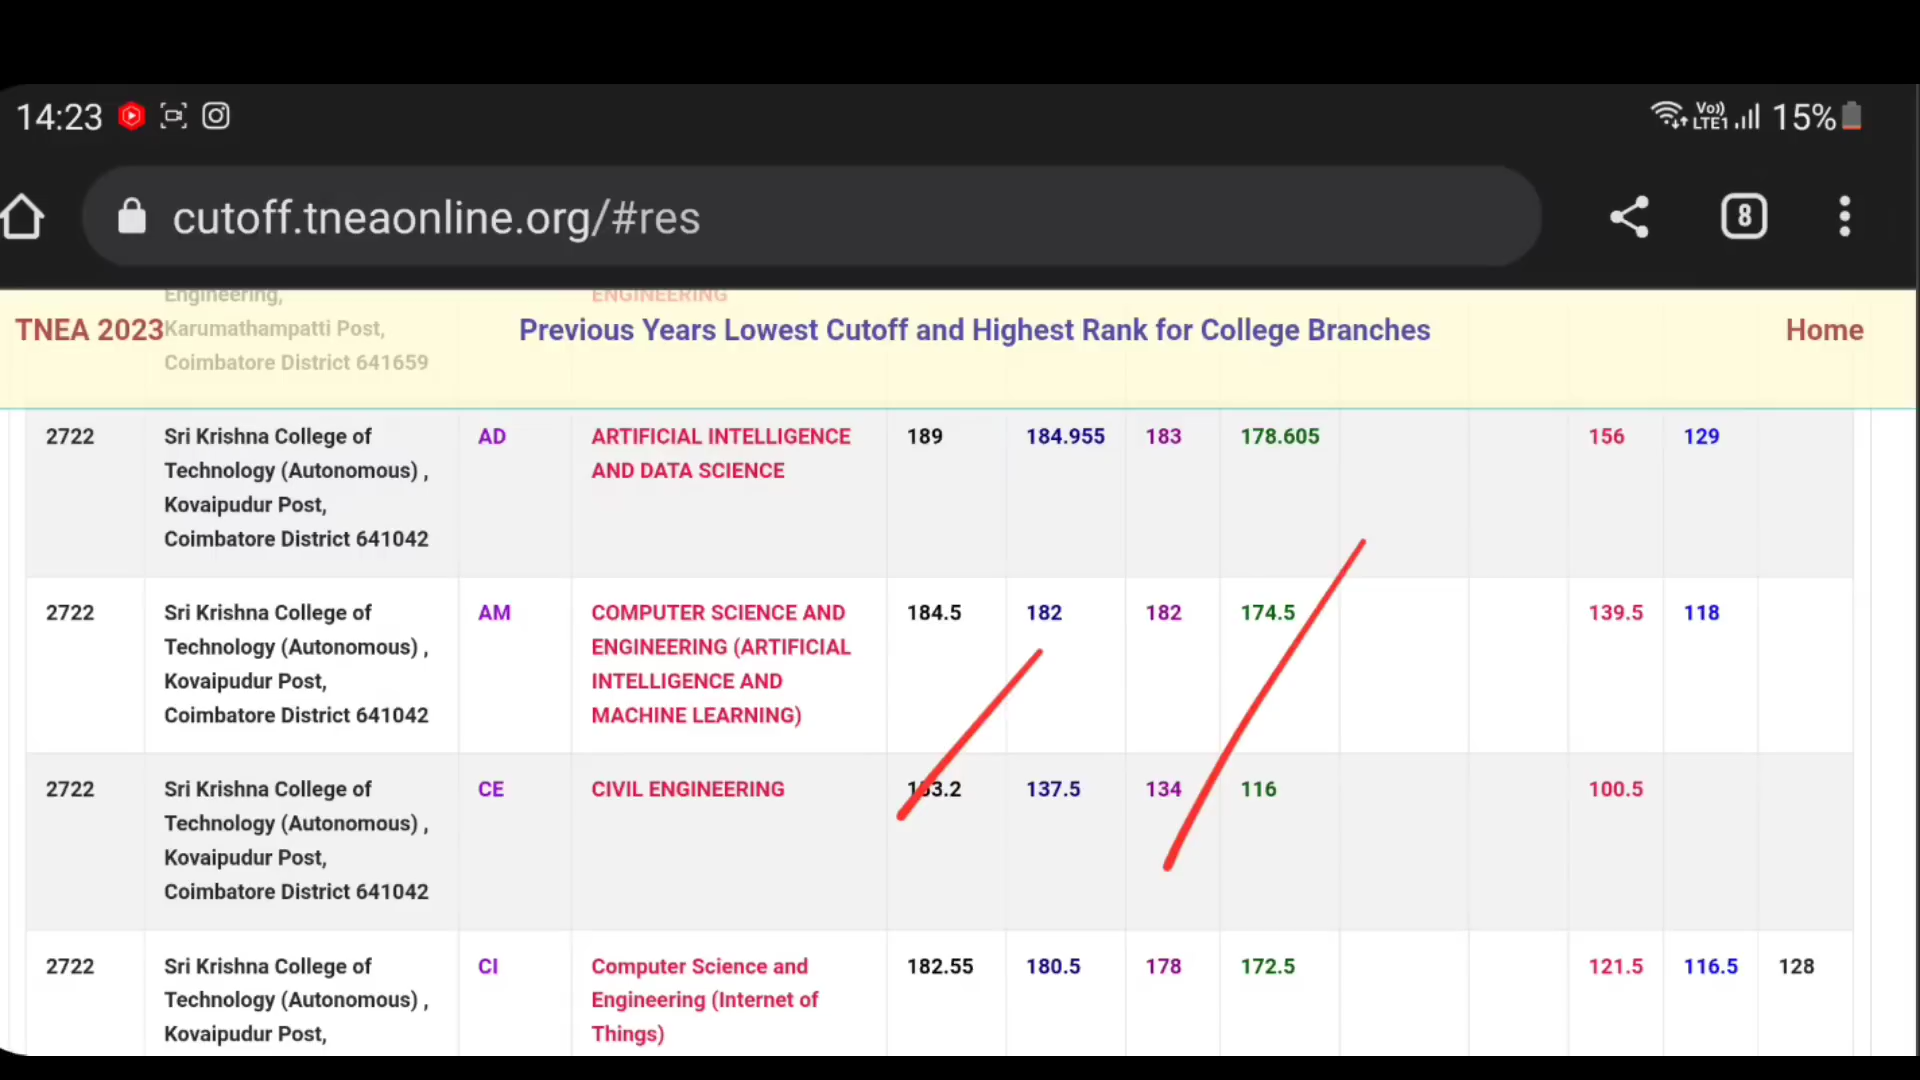 14:23 Vo)) LTE1 15%
cutoff.tneaonline.org/#res 8
Engineering, ENGINEERING
TNEA 2023 Karumathampatti Post, Previous Years Lowest Cutoff and Highest Rank for College Branches Home
Coimbatore District 641659
2722 Sri Krishna College of AD ARTIFICIAL INTELLIGENCE 189 184.955 183 178.605 156 129
Technology (Autonomous) , AND DATA SCIENCE
Kovaipudur Post,
Coimbatore District 641042
2722 Sri Krishna College of AM COMPUTER SCIENCE AND 184.5 182 182 174.5 139.5 118
Technology (Autonomous) , ENGINEERING (ARTIFICIAL
Kovaipudur Post, INTELLIGENCE AND
Coimbatore District 641042 MACHINE LEARNING)
2722 Sri Krishna College of CE CIVIL ENGINEERING 137.5 134 116 100.5
Technology (Autonomous) ,
Kovaipudur Post,
Coimbatore District 641042
2722 Sri Krishna College of CI Computer Science and 182.55 180.5 178 172.5 121.5 116.5 128
Technology (Autonomous) , Engineering (Internet of
Kovaipudur Post, Things)